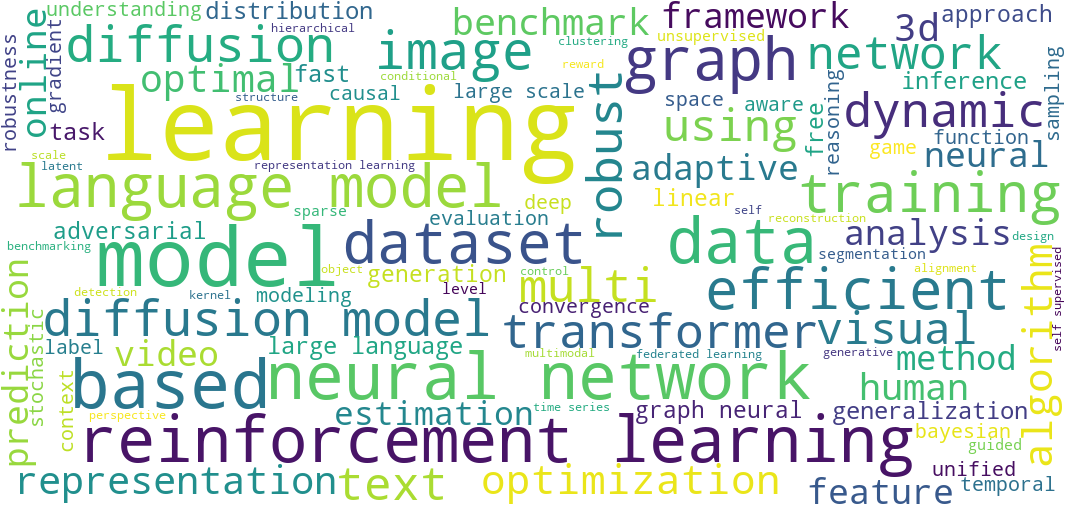 understanding
distribution
hierarchical
benchmark
framework
approach
robustness
online
gradient
diffusion
image
clustering
unsupervised
graph
3d
network
optimal
fast
conditional
reward
inference
structure
causal
large scale
robust
space
aware
using
free
reasoning
dynamic
sampling
task
learning
function
scale
latent
representation learning
adaptive
game
neural
language model
sparse
deep
linear
self
training
adversarial
evaluation
reconstruction
benchmarking
model
dataset
data
analysis
design
object
segmentation
generation
control
multi
efficient
alignment
algorithm
self supervised
prediction
detection
kernel
modeling
level
convergence
stochastic
diffusion model
transformer
visual
label
video
large language
multimodal
federated learning
generative
method
context
based
neural network
human
perspective
estimation
time series
graph neural
generalization
reinforcement learning
bayesian
guided
unified
representation
text
optimization
feature
temporal